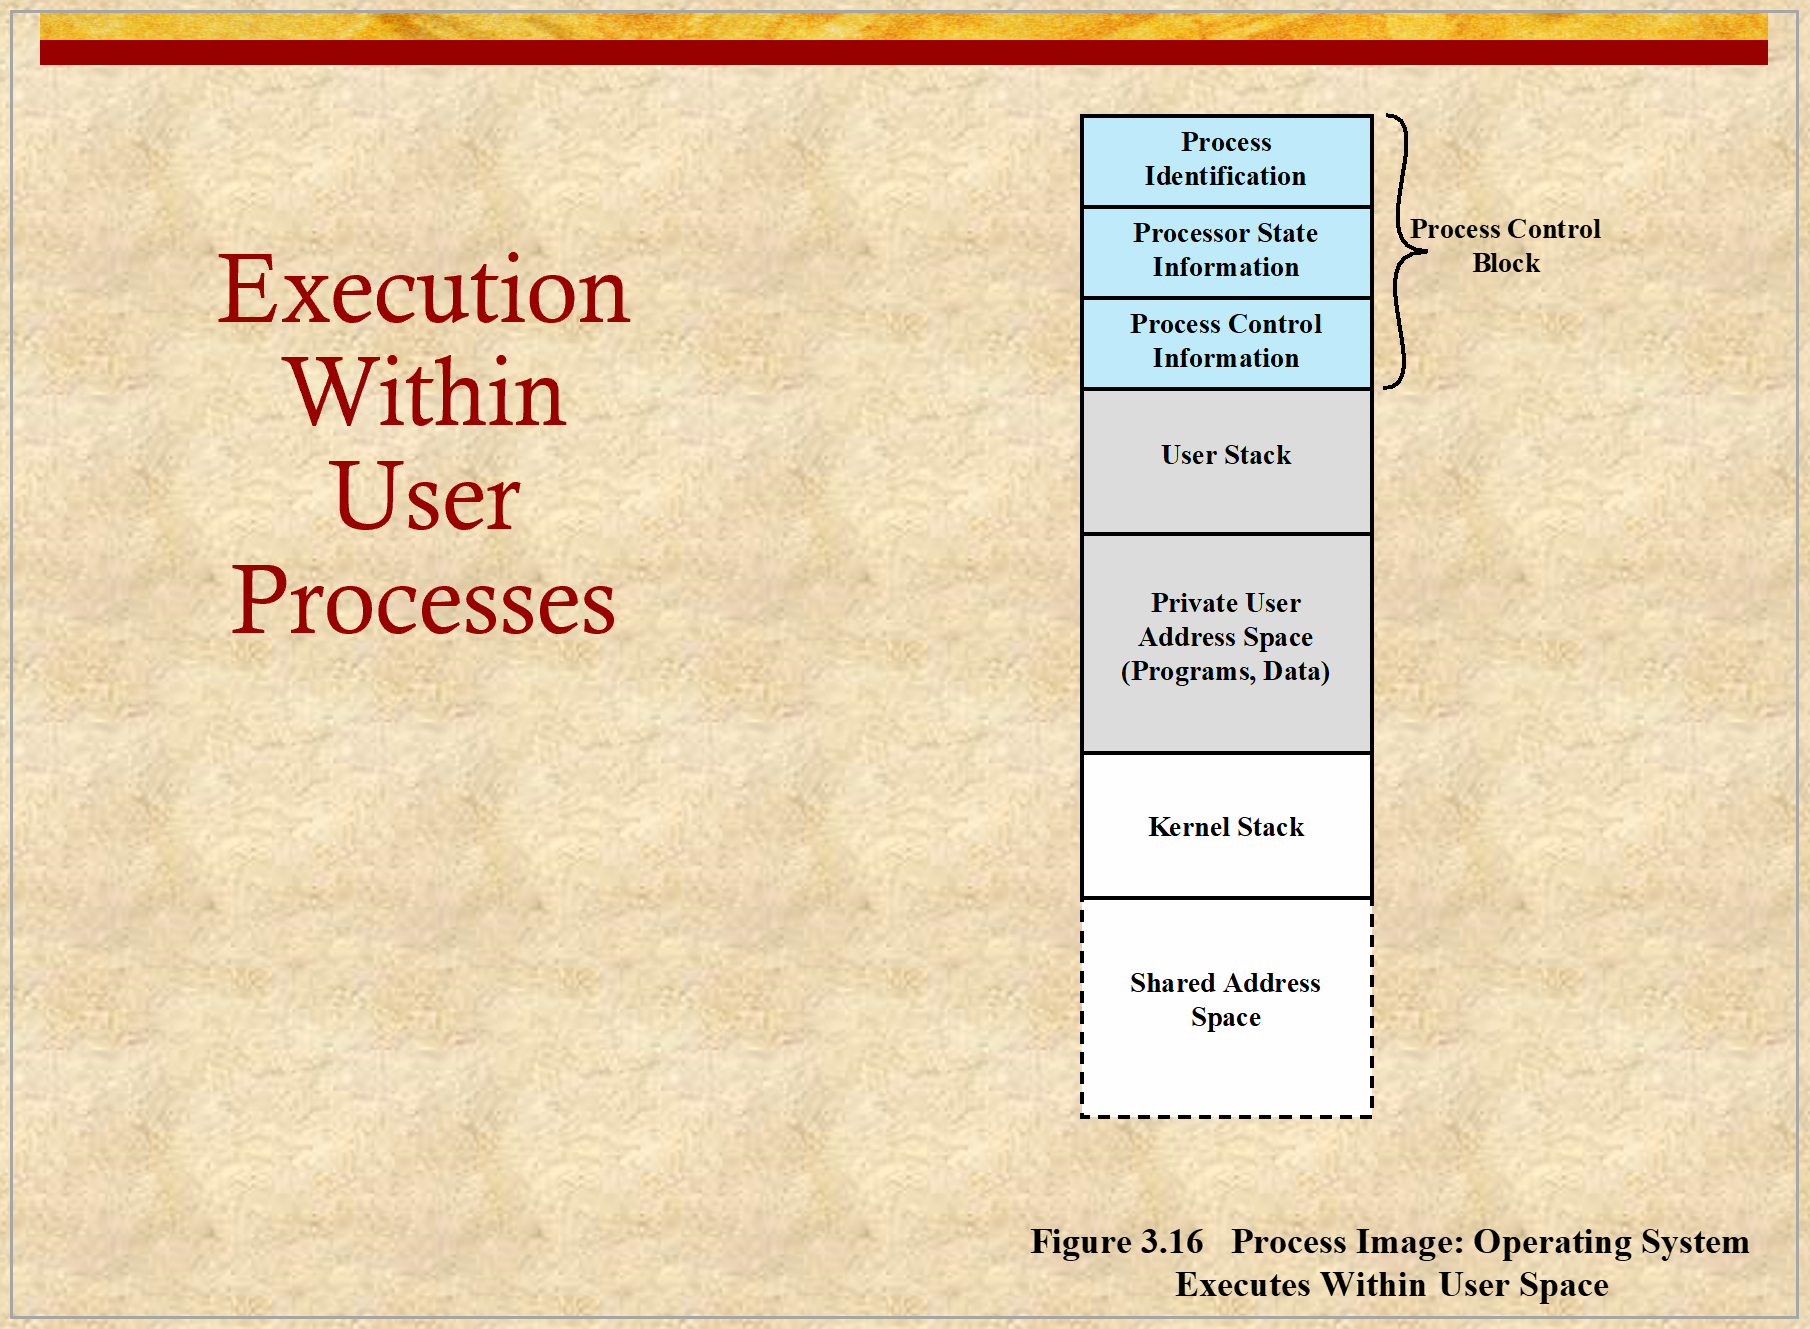 Execution
Within
User
Processes
Process
Identification
Processor State
Information
Process Control
Information
Process Control
Block
User Stack
Private User
Address Space
(Programs, Data)
Kernel Stack
Shared Address
Space
Figure 3.16   Process Image: Operating System
Executes Within User Space